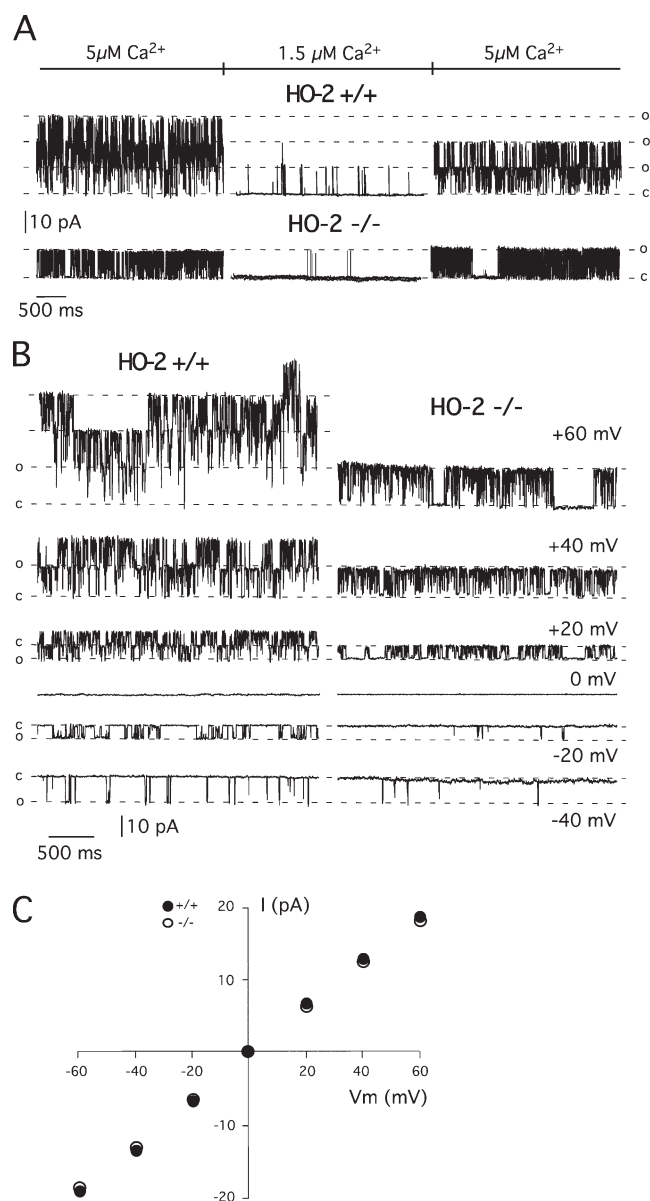 A
5µM Ca²⁺ 1.5 µM Ca²⁺ 5µM Ca²⁺
HO-2 +/+
o
o
o
c
10 pA
HO-2 -/-
o
c
500 ms
B
HO-2 +/+
HO-2 -/-
+60 mV
o
c
+40 mV
o
c
+20 mV
c
o
0 mV
c
o
-20 mV
c
o
-40 mV
10 pA
500 ms
C
+/+
-/-
20 I (pA)
10
-60 -40 -20 20 40 60
Vm (mV)
-10
-20